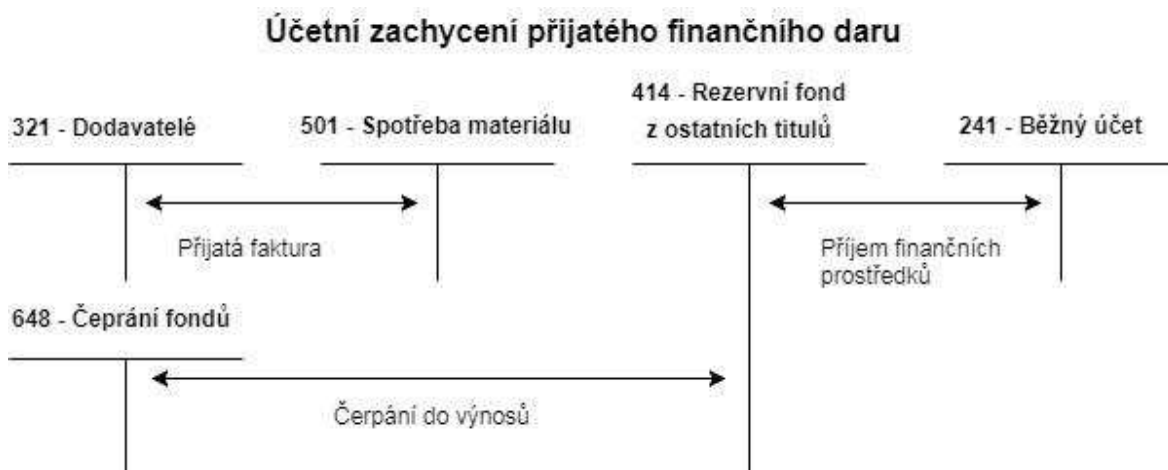 Účetní zachycení přijatého finančního daru
321 - Dodavatelé
501 - Spotřeba materiálu
414 - Rezervní fond
z ostatních titulů
241 - Běžný účet
Přijatá faktura
Příjem finančních
prostředků
648 - Čeprání fondů
Čerpání do výnosů